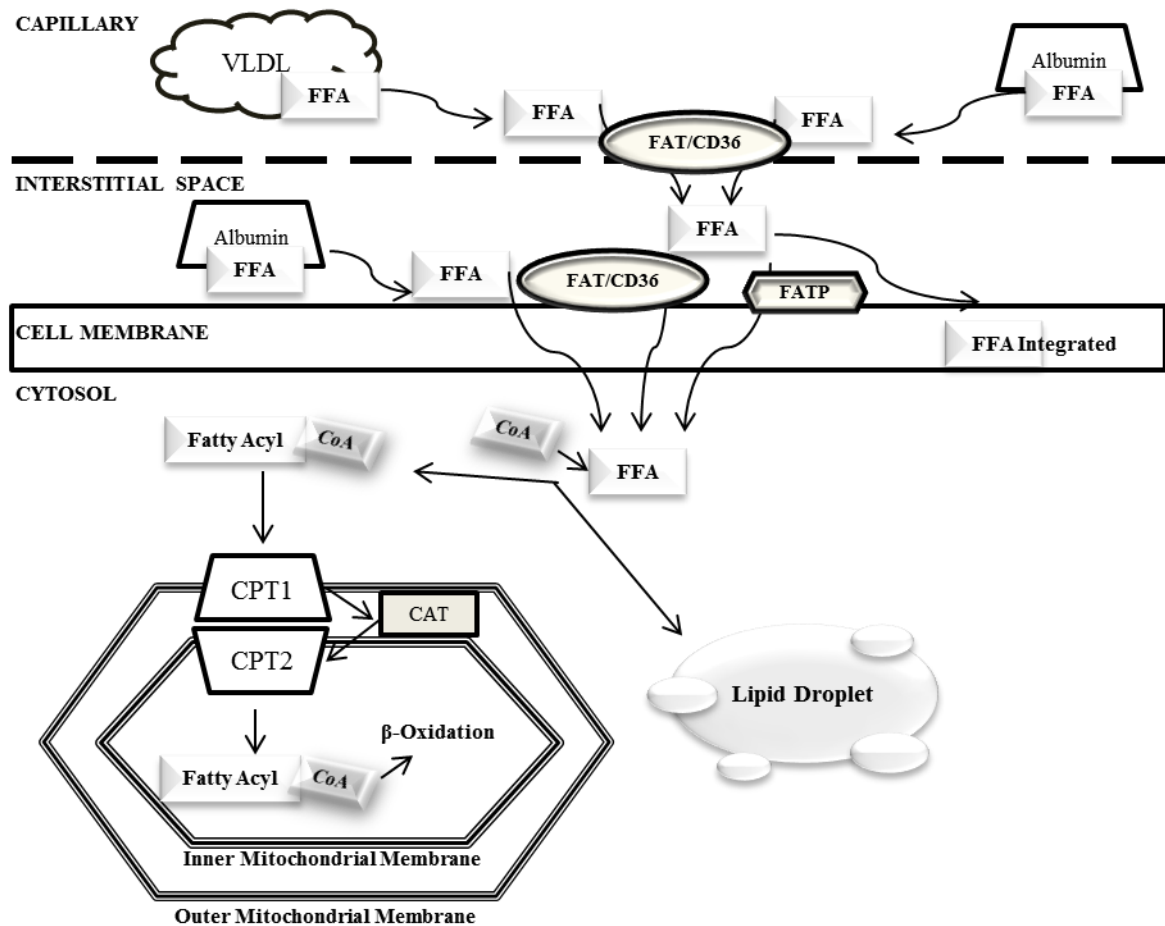 CAPILLARY
VLDL
FFA
FFA
FAT/CD36
FFA
Albumin
FFA
INTERSTITIAL SPACE
Albumin
FFA
FFA
FAT/CD36
FFA
FATP
CELL MEMBRANE
FFA Integrated
CYTOSOL
Fatty Acyl
CoA
CoA
FFA
CPT1
CAT
CPT2
Lipid Droplet
β-Oxidation
Fatty Acyl
CoA
Inner Mitochondrial Membrane
Outer Mitochondrial Membrane